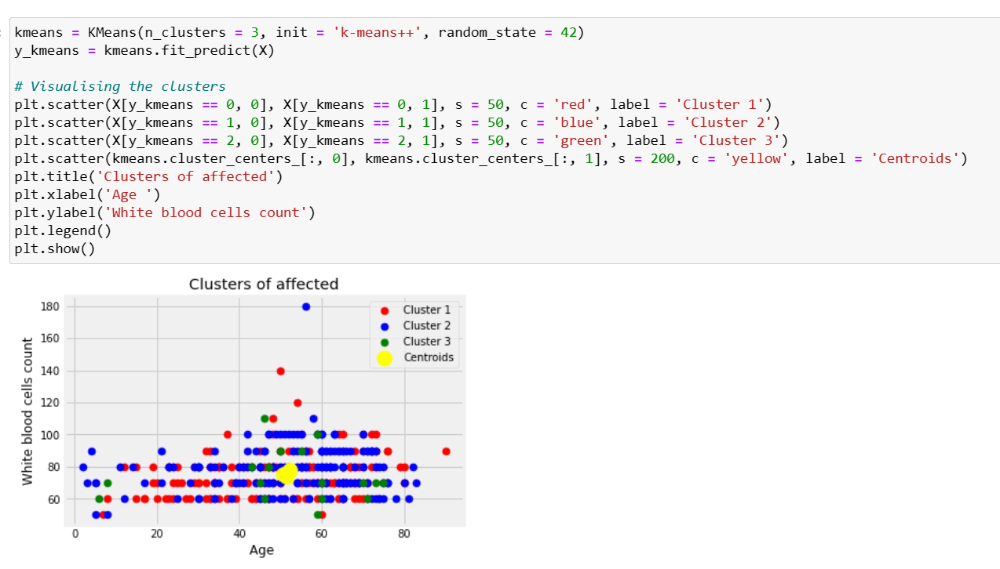 kmeans = KMeans(n_clusters = 3, init = 'k-means++', random_state = 42)
y_kmeans = kmeans.fit_predict(X)
# Visualising the clusters
plt.scatter(X[y_kmeans == 0, 0], X[y_kmeans == 0, 1], s = 50, c = 'red', label = 'Cluster 1')
plt.scatter(X[y_kmeans == 1, 0], X[y_kmeans == 1, 1], s = 50, c = 'blue', label = 'Cluster 2')
plt.scatter(X[y_kmeans == 2, 0], X[y_kmeans == 2, 1], s = 50, c = 'green', label = 'Cluster 3')
plt.scatter(kmeans.cluster_centers_[:, 0], kmeans.cluster_centers_[:, 1], s = 200, c = 'yellow', label = 'Centroids')
plt.title('Clusters of affected')
plt.xlabel('Age ')
plt.ylabel('White blood cells count')
plt.legend()
plt.show()
Clusters of affected
Cluster 1
Cluster 2
Cluster 3
Centroids
White blood cells count
180
160
140
120
100
80
60
0 20 40 60 80
Age